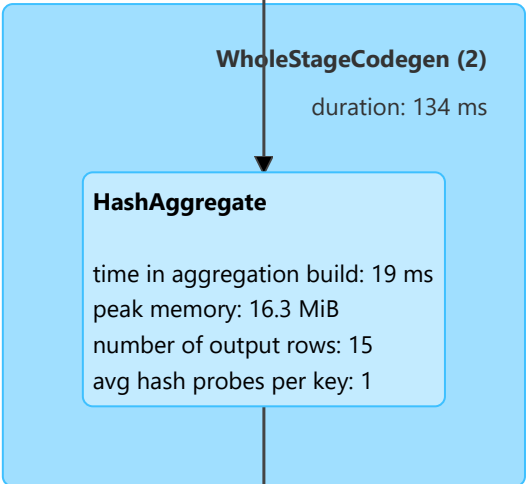 WholeStageCodegen (2)
duration: 134 ms
HashAggregate
time in aggregation build: 19 ms
peak memory: 16.3 MiB
number of output rows: 15
avg hash probes per key: 1